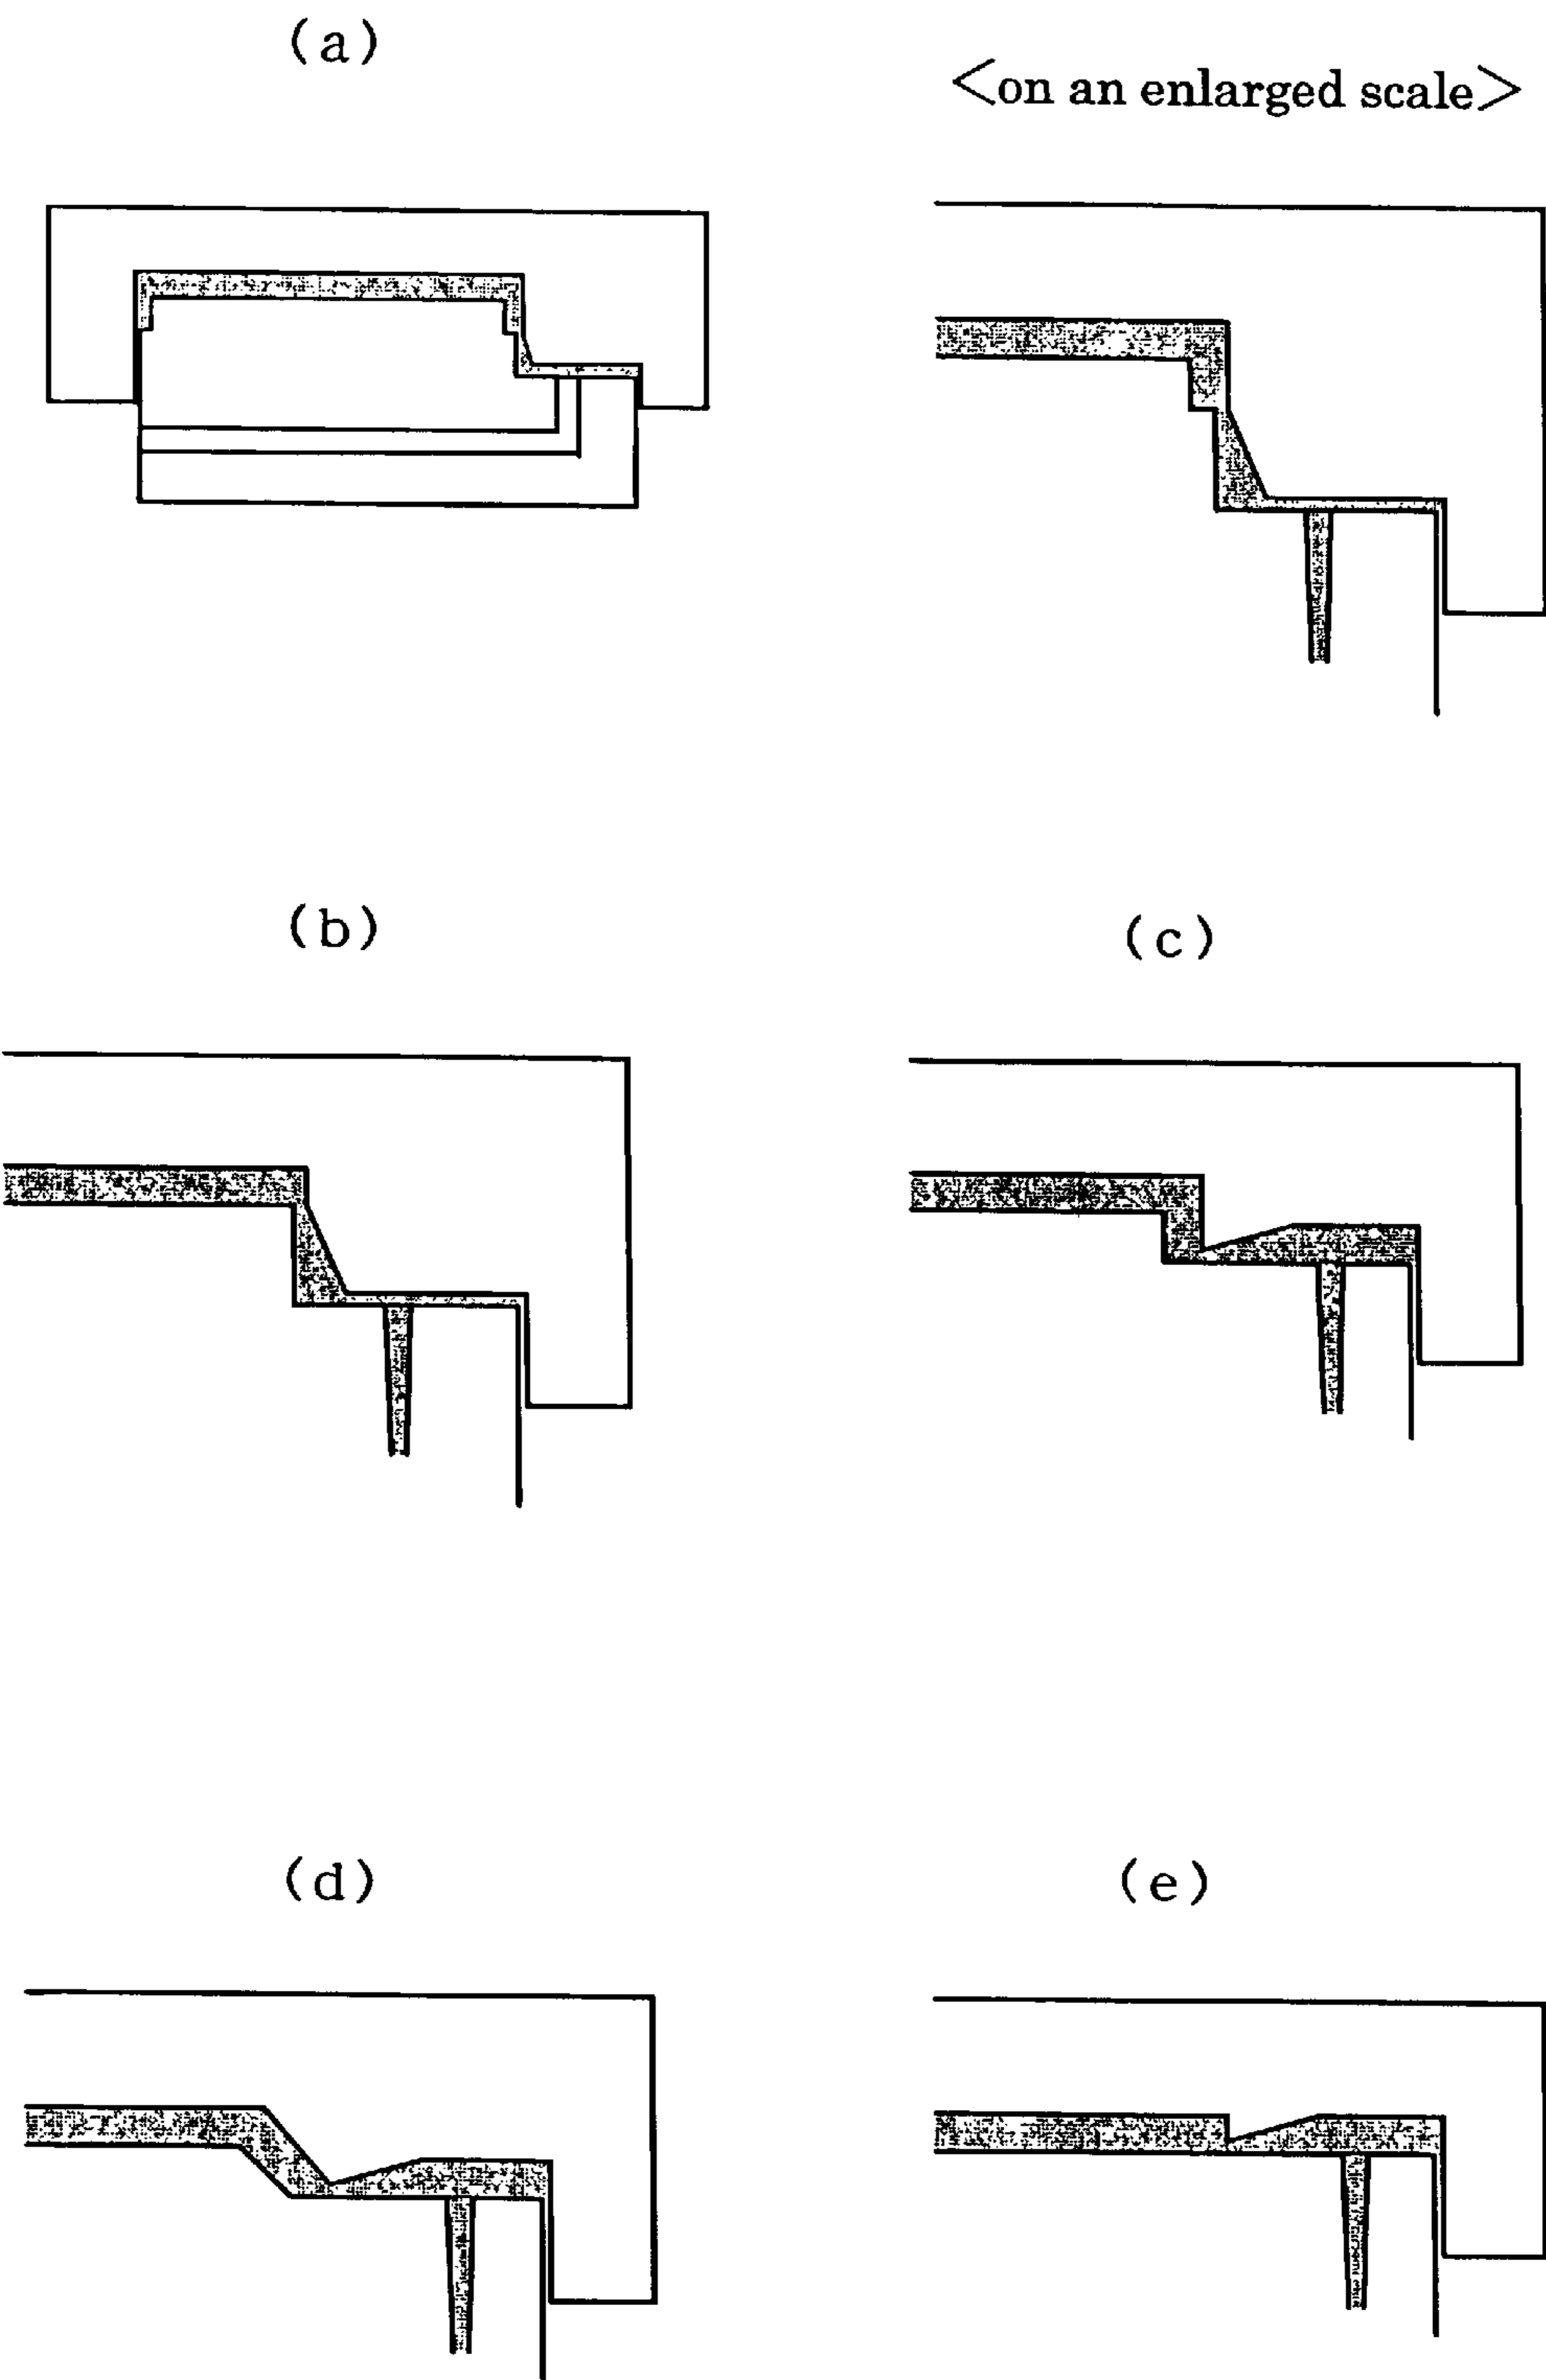 (a)
<on an enlarged scale>
(b)
(c)
(d)
(e)